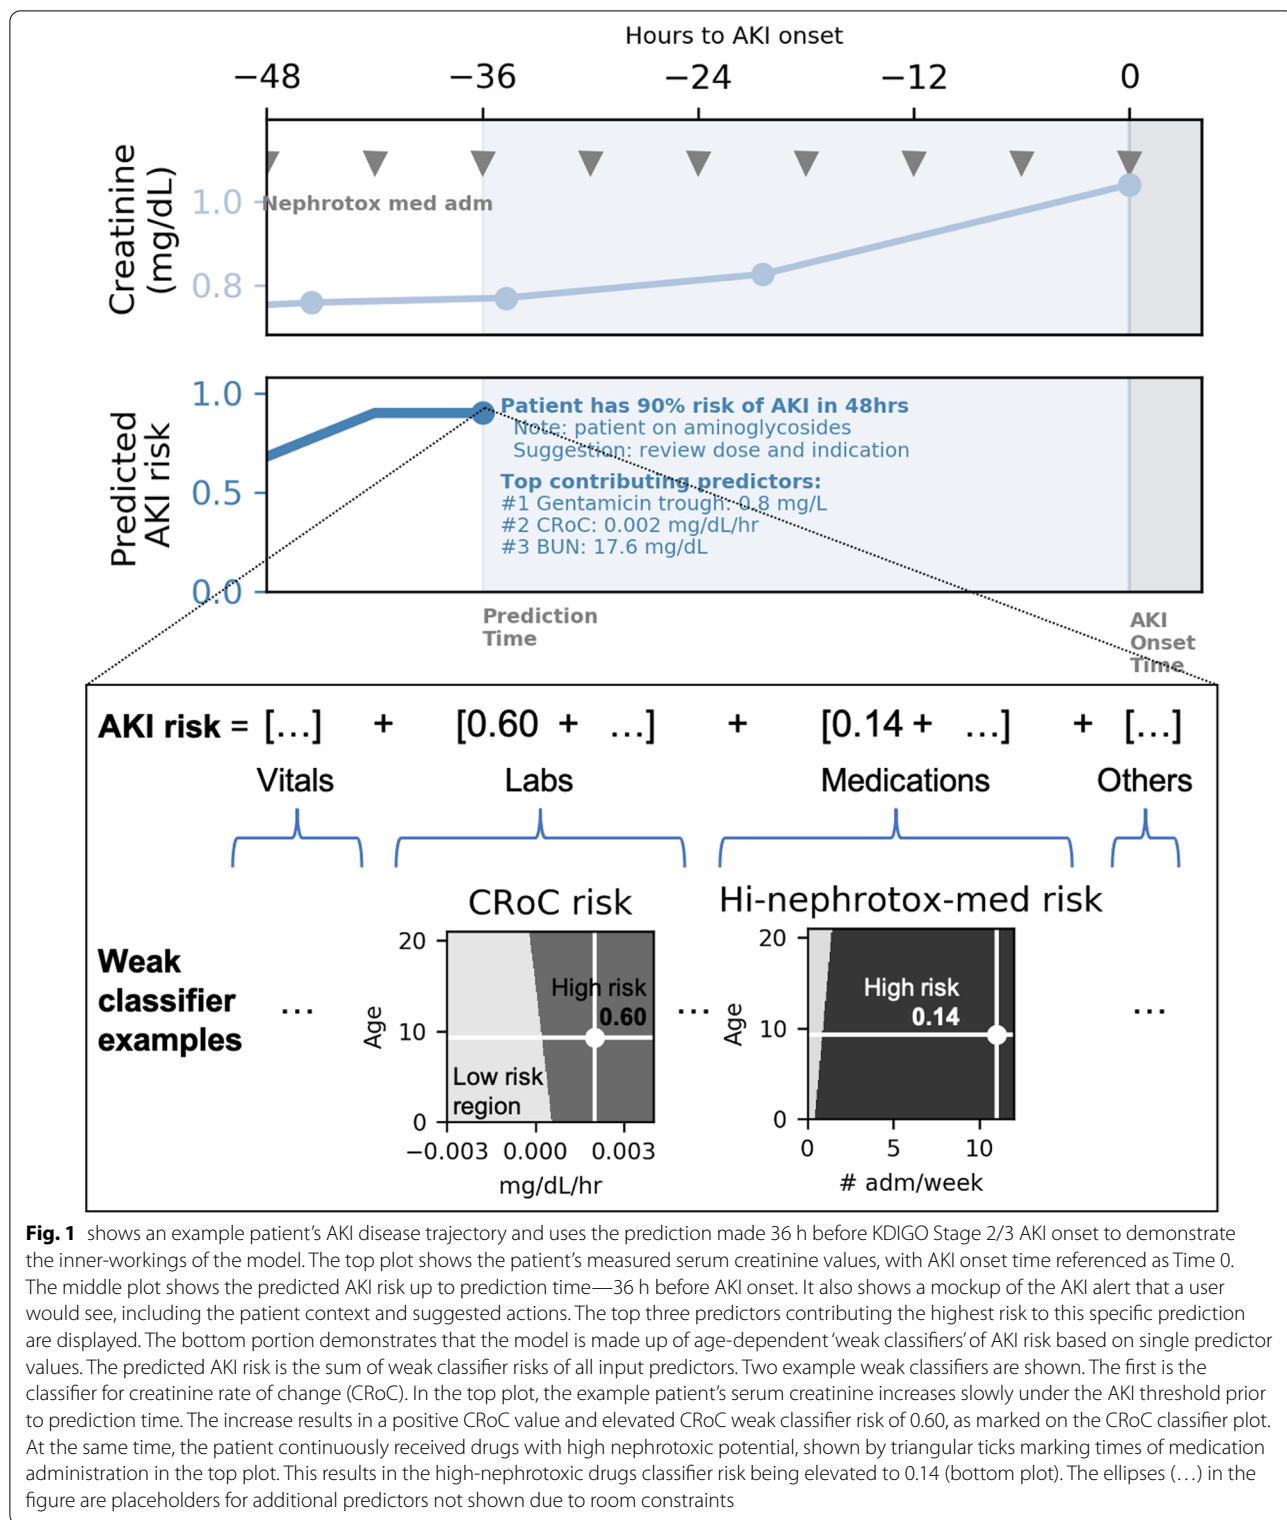 Hours to AKI onset
−48 −36 −24 −12 0
Creatinine
(mg/dL)
1.0
0.8
Nephrotox med adm
Predicted
AKI risk
1.0
0.5
0.0
Patient has 90% risk of AKI in 48hrs
Note: patient on aminoglycosides
Suggestion: review dose and indication
Top contributing predictors:
#1 Gentamicin trough: 0.8 mg/L
#2 CRoC: 0.002 mg/dL/hr
#3 BUN: 17.6 mg/dL
Prediction
Time
AKI
Onset
Time
AKI risk = [...] + [0.60 + ...] + [0.14 + ...] + [...]
Vitals Labs Medications Others
Weak
classifier
examples
...
CRoC risk
Age
20
10
0
High risk
0.60
Low risk
region
−0.003 0.000 0.003
mg/dL/hr
...
Hi-nephrotox-med risk
Age
20
10
0
High risk
0.14
0 5 10
# adm/week
...
Fig. 1 shows an example patient's AKI disease trajectory and uses the prediction made 36 h before KDIGO Stage 2/3 AKI onset to demonstrate
the inner-workings of the model. The top plot shows the patient's measured serum creatinine values, with AKI onset time referenced as Time 0.
The middle plot shows the predicted AKI risk up to prediction time—36 h before AKI onset. It also shows a mockup of the AKI alert that a user
would see, including the patient context and suggested actions. The top three predictors contributing the highest risk to this specific prediction
are displayed. The bottom portion demonstrates that the model is made up of age-dependent 'weak classifiers' of AKI risk based on single predictor
values. The predicted AKI risk is the sum of weak classifier risks of all input predictors. Two example weak classifiers are shown. The first is the
classifier for creatinine rate of change (CRoC). In the top plot, the example patient's serum creatinine increases slowly under the AKI threshold prior
to prediction time. The increase results in a positive CRoC value and elevated CRoC weak classifier risk of 0.60, as marked on the CRoC classifier plot.
At the same time, the patient continuously received drugs with high nephrotoxic potential, shown by triangular ticks marking times of medication
administration in the top plot. This results in the high-nephrotoxic drugs classifier risk being elevated to 0.14 (bottom plot). The ellipses (…) in the
figure are placeholders for additional predictors not shown due to room constraints